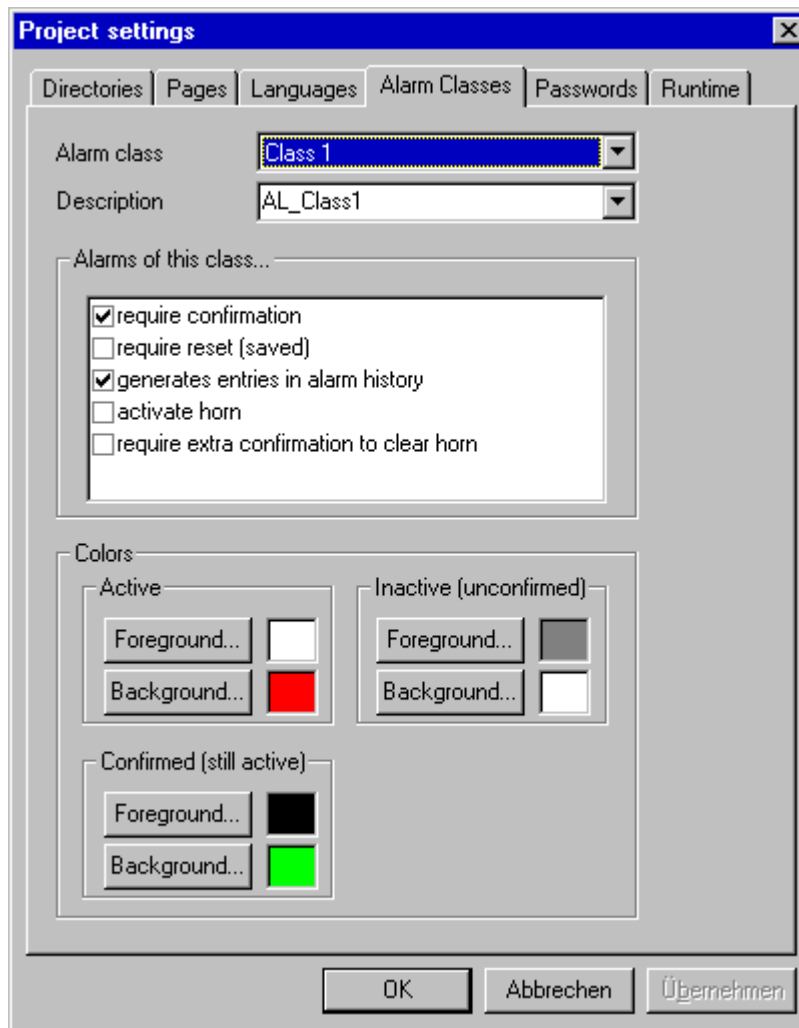 Project settings
Directories Pages Languages Alarm Classes Passwords Runtime
Alarm class Class 1
Description AL_Class1
Alarms of this class...
require confirmation
require reset (saved)
generates entries in alarm history
activate horn
require extra confirmation to clear horn
Colors
Active Inactive (unconfirmed)
Foreground... Foreground...
Background... Background...
Confirmed (still active)
Foreground...
Background...
OK Abbrechen Übernehmen